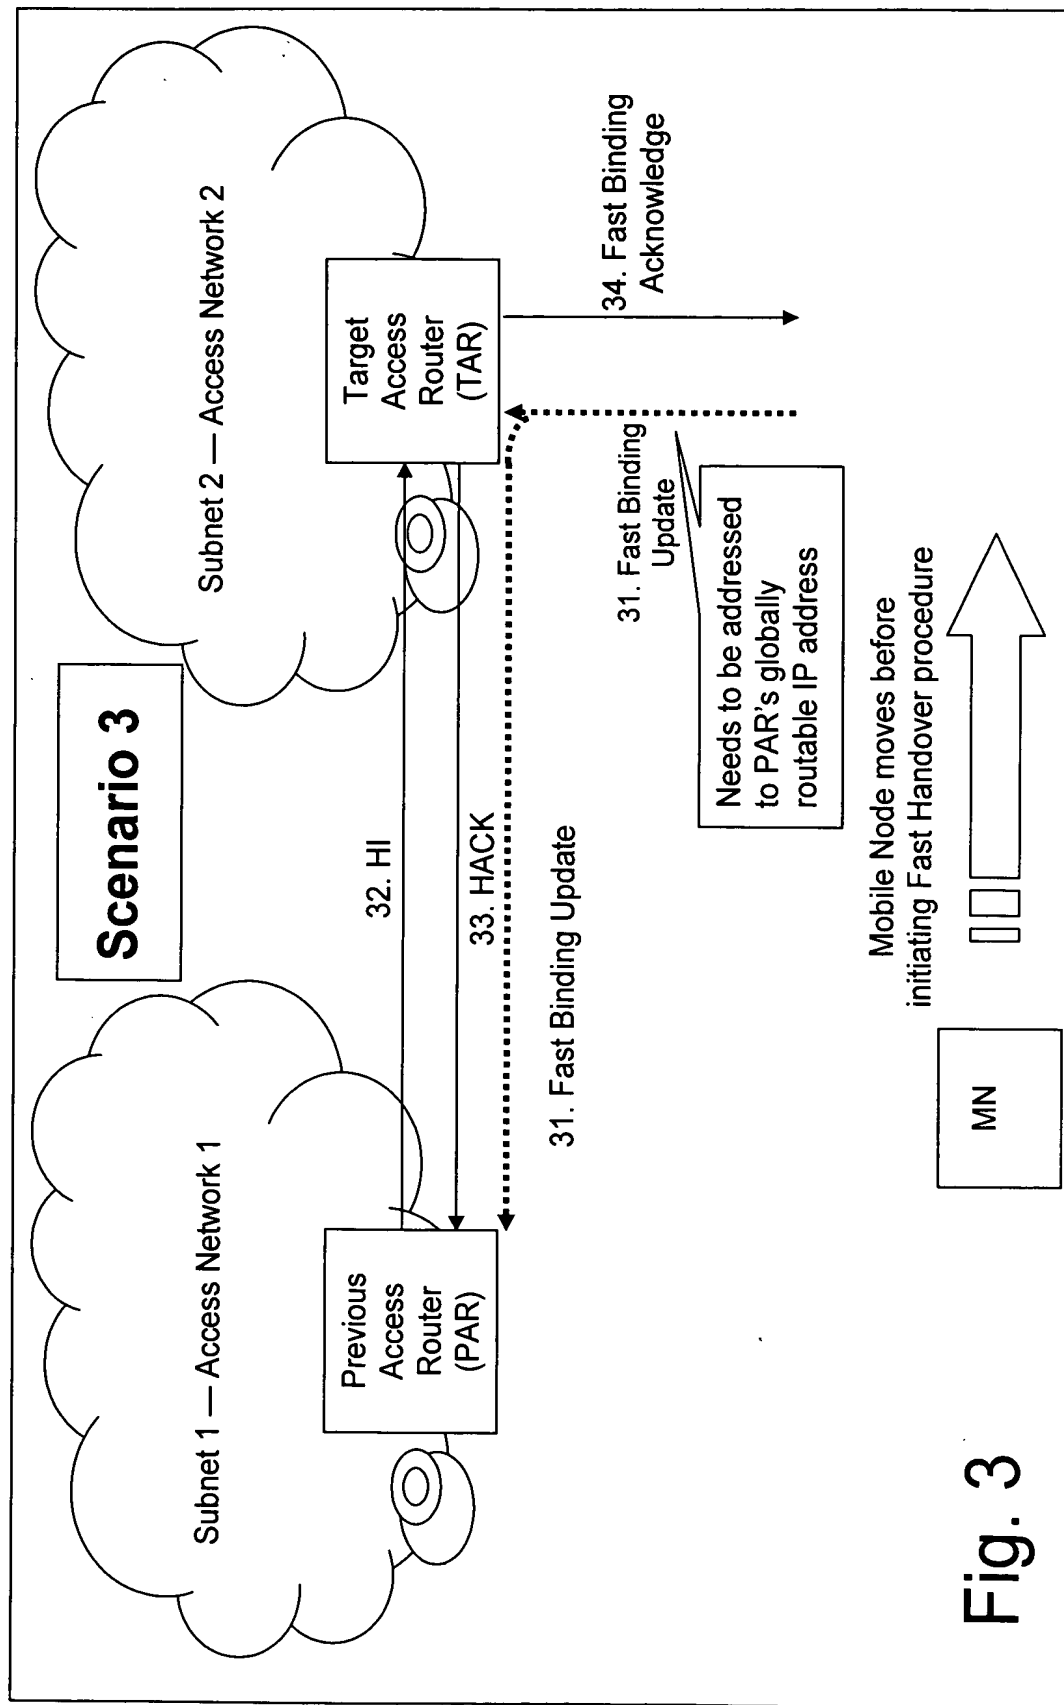 Scenario 3
Subnet 1 — Access Network 1
Subnet 2 — Access Network 2
Previous
Access
Router
(PAR)
Target
Access
Router
(TAR)
32. HI
33. HACK
31. Fast Binding Update
31. Fast Binding
Update
34. Fast Binding
Acknowledge
Needs to be addressed
to PAR's globally
routable IP address
Mobile Node moves before
initiating Fast Handover procedure
MN
Fig. 3